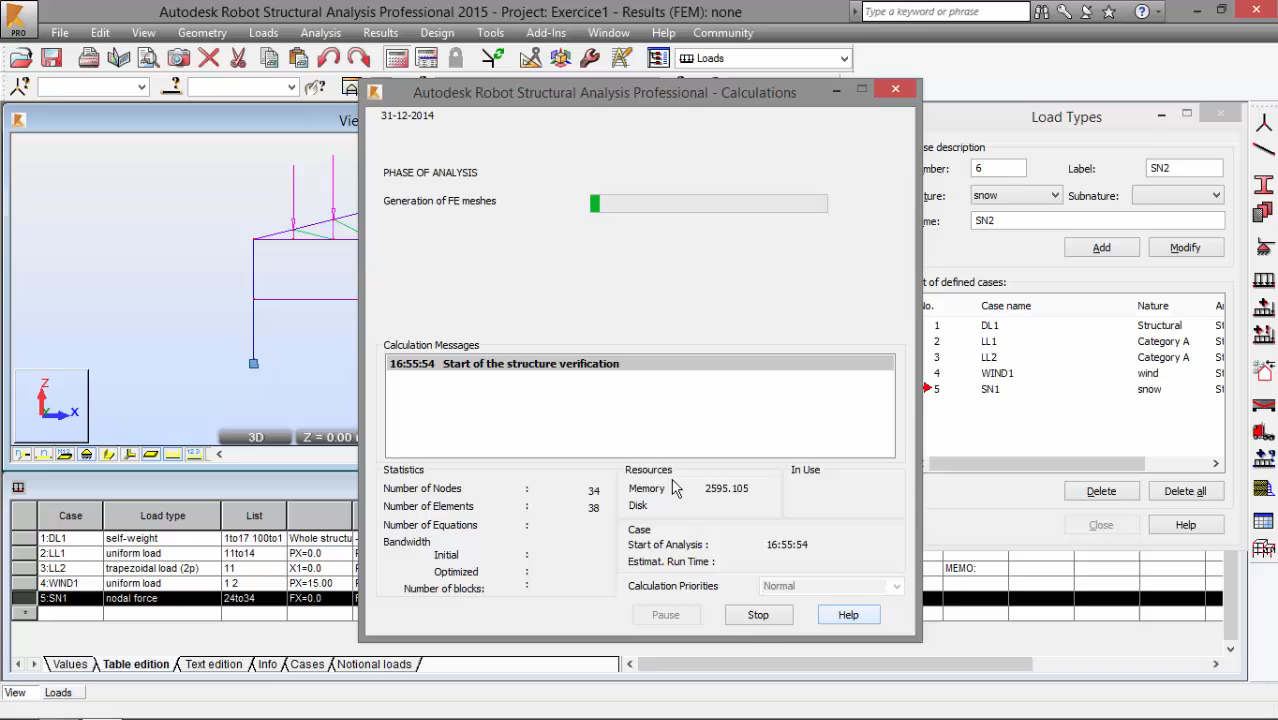 Autodesk Robot Structural Analysis Professional 2015 - Project: Exercice1 - Results (FEM): none
Type a keyword or phrase
PRO
File Edit View Geometry Loads Analysis Results Design Tools Add-Ins Window Help Community
Loads
Vie
Autodesk Robot Structural Analysis Professional - Calculations
31-12-2014
PHASE OF ANALYSIS
Generation of FE meshes
Calculation Messages
16:55:54 Start of the structure verification
Statistics
Number of Nodes : 34
Number of Elements : 38
Number of Equations :
Bandwidth
Initial :
Optimized :
Number of blocks: :
Resources
Memory 2595.105
Disk
In Use
Case
Start of Analysis : 16:55:54
Estimat. Run Time :
Calculation Priorities Normal
Pause Stop Help
Load Types
se description
mber: 6 Label: SN2
ture: snow Subnature:
me: SN2
Add Modify
t of defined cases:
o. Case name Nature A
1 DL1 Structural St
2 LL1 Category A St
3 LL2 Category A St
4 WIND1 wind St
5 SN1 snow St
Delete Delete all
Close Help
Z
Y X
3D Z = 0.00
Case Load type List
1:DL1 self-weight 1to17 100to1 Whole structu
2:LL1 uniform load 11to14 PX=0.0
3:LL2 trapezoidal load (2p) 11 X1=0.0
4:WIND1 uniform load 1 2 PX=15.00
5:SN1 nodal force 24to34 FX=0.0
*
MEMO:
Values Table edition Text edition Info Cases Notional loads
View Loads